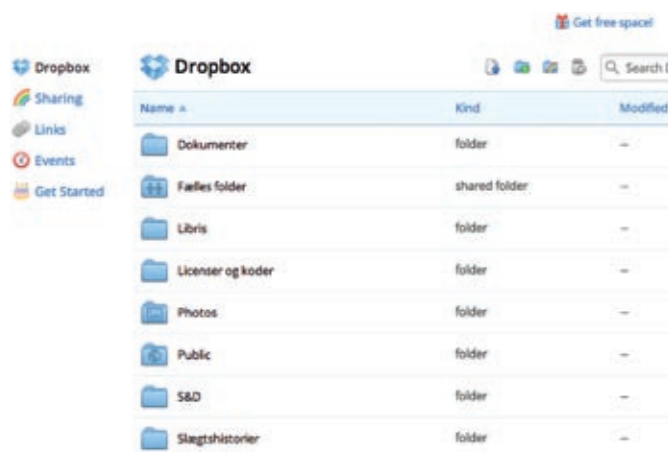 Get free space!
Dropbox
Sharing
Links
Events
Get Started
Dropbox
Search
Name Kind Modified
Dokumenter folder –
Fælles folder shared folder –
Libris folder –
Licenser og koder folder –
Photos folder –
Public folder –
S&D folder –
Slægtshistorier folder –